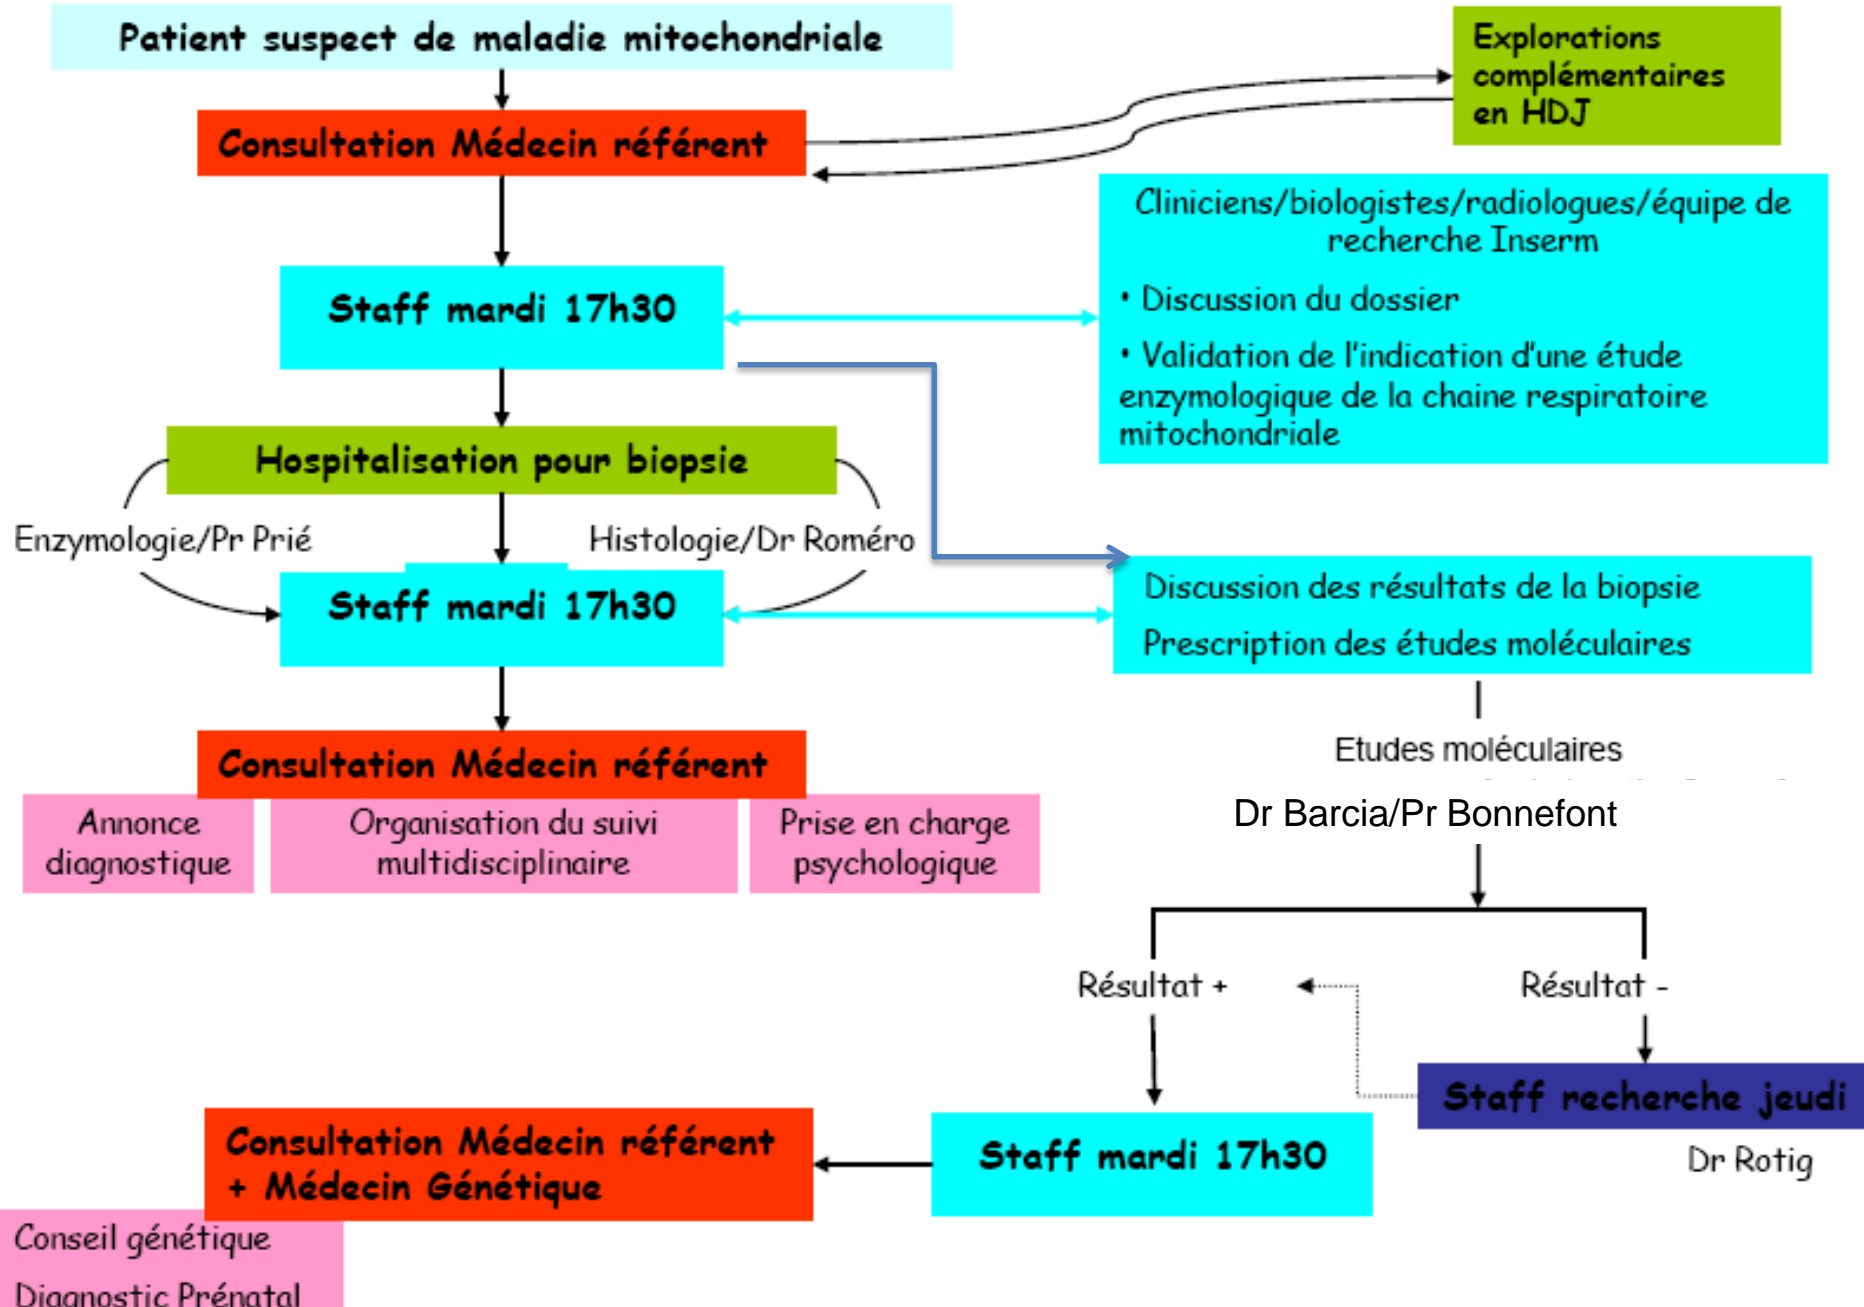 Patient suspect de maladie mitochondriale
Explorations
complémentaires
en HDJ
Consultation Médecin référent
Cliniciens/biologistes/radiologues/équipe de
recherche Inserm
• Discussion du dossier
• Validation de l'indication d'une étude
enzymologique de la chaine respiratoire
mitochondriale
Staff mardi 17h30
Hospitalisation pour biopsie
Enzymologie/Pr Prié
Histologie/Dr Roméro
Staff mardi 17h30
Discussion des résultats de la biopsie
Prescription des études moléculaires
Consultation Médecin référent
Annonce
diagnostique
Organisation du suivi
multidisciplinaire
Prise en charge
psychologique
Etudes moléculaires
Dr Barcia/Pr Bonnefont
Résultat +
Résultat -
Staff recherche jeudi
Dr Rotig
Staff mardi 17h30
Consultation Médecin référent
+ Médecin Génétique
Conseil génétique
Diagnostic Prénatal